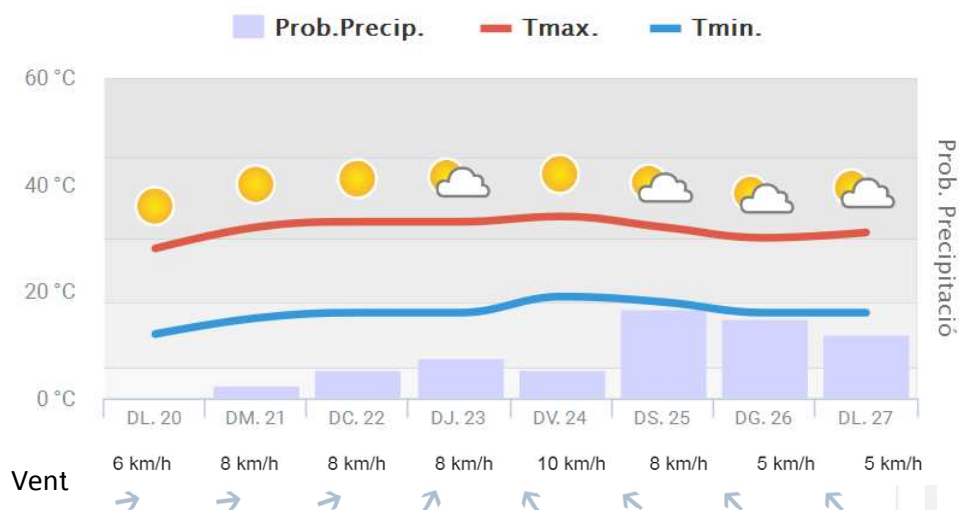 Prob.Precip. Tmax. Tmin.
60 °C
40 °C
20 °C
0 °C
Prob. Precipitació
DL. 20 DM. 21 DC. 22 DJ. 23 DV. 24 DS. 25 DG. 26 DL. 27
6 km/h 8 km/h 8 km/h 8 km/h 10 km/h 8 km/h 5 km/h 5 km/h
Vent